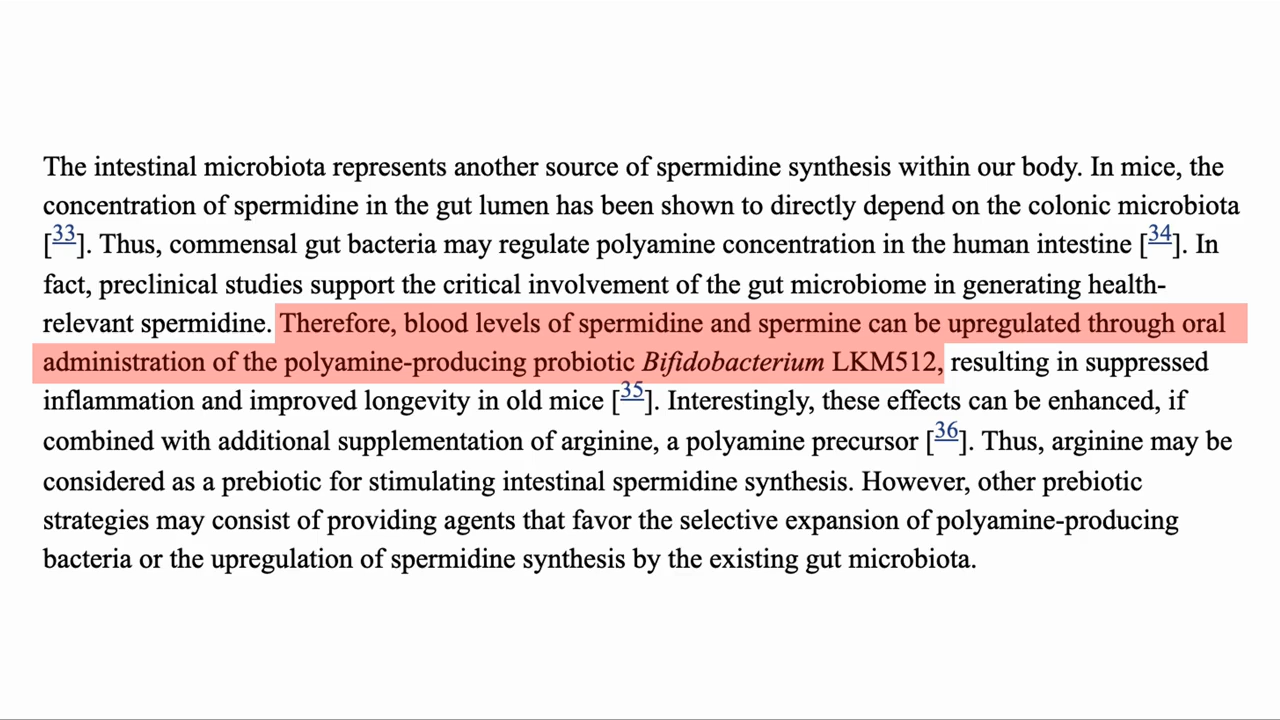 The intestinal microbiota represents another source of spermidine synthesis within our body. In mice, the
concentration of spermidine in the gut lumen has been shown to directly depend on the colonic microbiota
[33]. Thus, commensal gut bacteria may regulate polyamine concentration in the human intestine [34]. In
fact, preclinical studies support the critical involvement of the gut microbiome in generating health-
relevant spermidine. Therefore, blood levels of spermidine and spermine can be upregulated through oral
administration of the polyamine-producing probiotic Bifidobacterium LKM512, resulting in suppressed
inflammation and improved longevity in old mice [35]. Interestingly, these effects can be enhanced, if
combined with additional supplementation of arginine, a polyamine precursor [36]. Thus, arginine may be
considered as a prebiotic for stimulating intestinal spermidine synthesis. However, other prebiotic
strategies may consist of providing agents that favor the selective expansion of polyamine-producing
bacteria or the upregulation of spermidine synthesis by the existing gut microbiota.